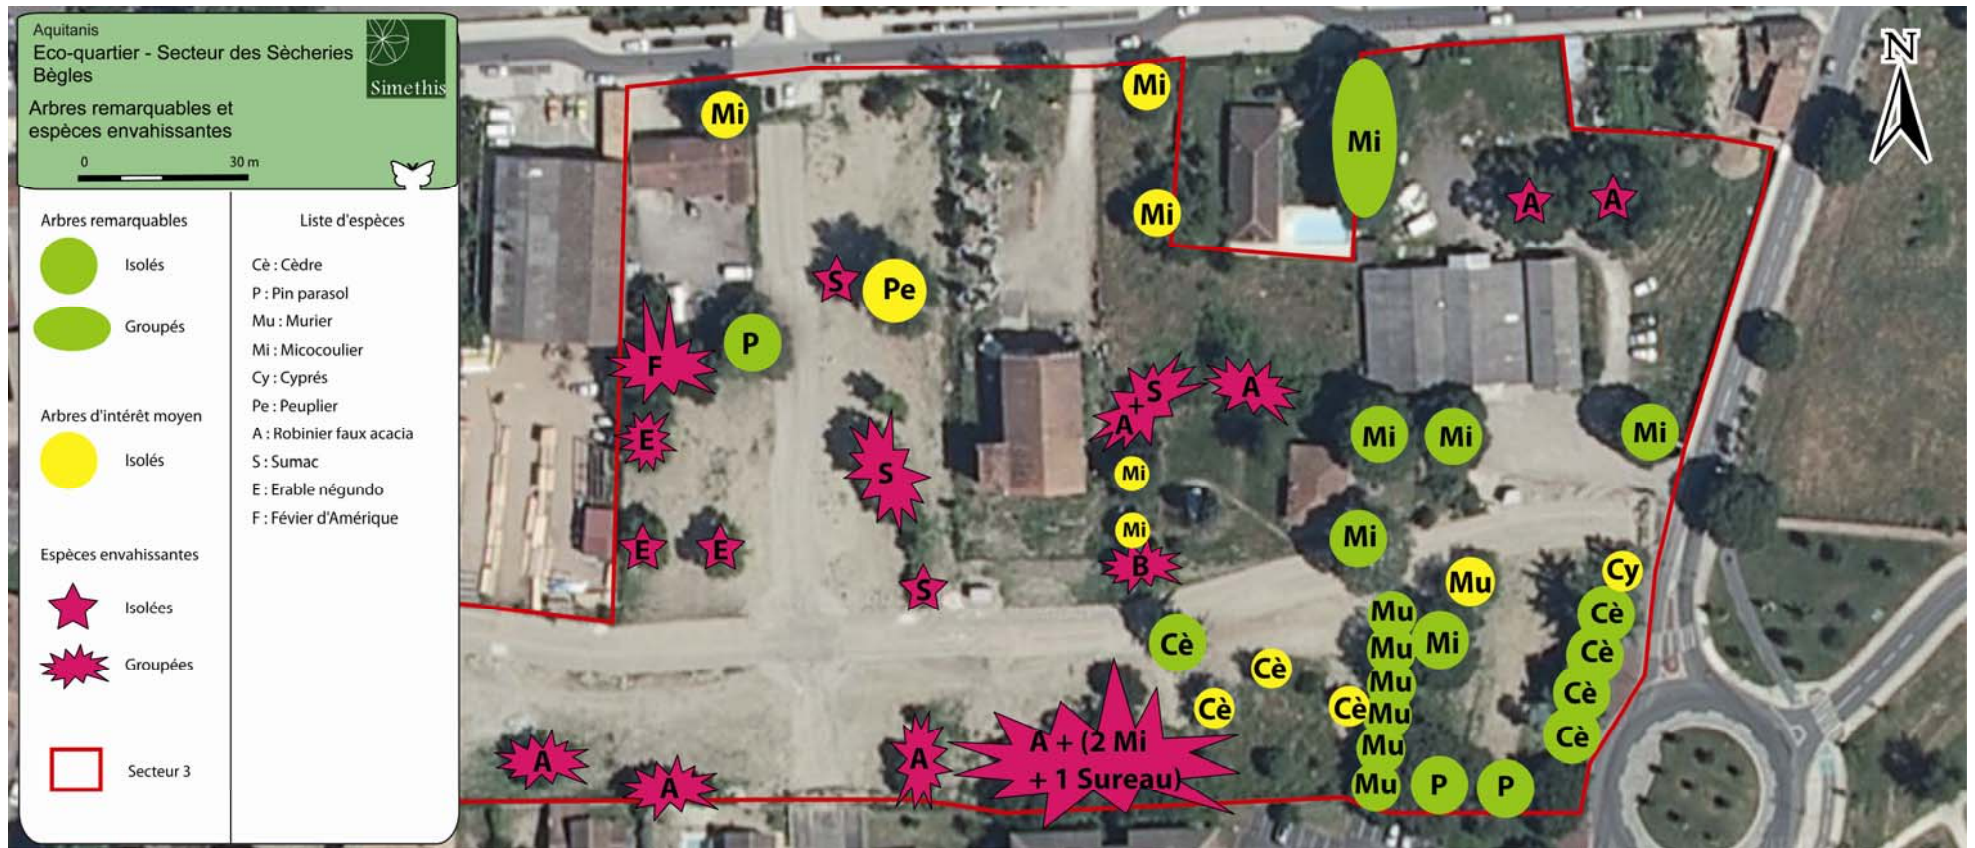 Aquitanis
Eco-quartier - Secteur des Sècheries
Bègles
Simethis
Arbres remarquables et
espèces envahissantes
0 30 m
Arbres remarquables
Isolés
Groupés
Arbres d'intérêt moyen
Isolés
Espèces envahissantes
Isolées
Groupées
Secteur 3
Liste d'espèces
Cè : Cèdre
P : Pin parasol
Mu : Murier
Mi : Micocoulier
Cy : Cyprés
Pe : Peuplier
A : Robinier faux acacia
S : Sumac
E : Erable négundo
F : Févier d'Amérique
N
Mi
Mi
Mi
Mi
A
A
S
Pe
P
F
S
A
+
A
E
Mi
Mi
Mi
S
Mi
Mi
Mi
E
E
B
S
Mu
Cy
Mu
Cè
Cè
Mi
Mu
Cè
Cè
Mu
Cè
Cè
Cè
Mu
Cè
A + (2 Mi
+ 1 Sureau)
Mu
A
A
A
Mu
P
P